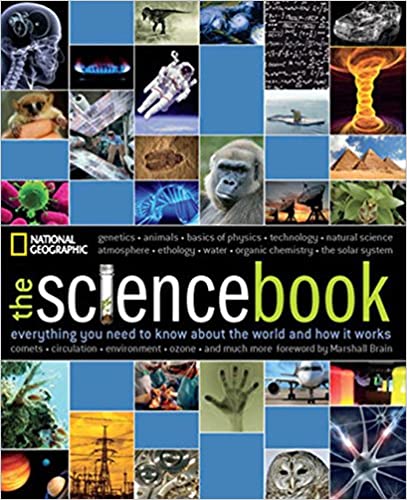 NATIONAL
GEOGRAPHIC
genetics • animals • basics of physics • technology • natural science
atmosphere • ethology • water • organic chemistry • the solar system
the sciencebook
everything you need to know about the world and how it works
comets • circulation • environment • ozone • and much more foreword by Marshall Brain